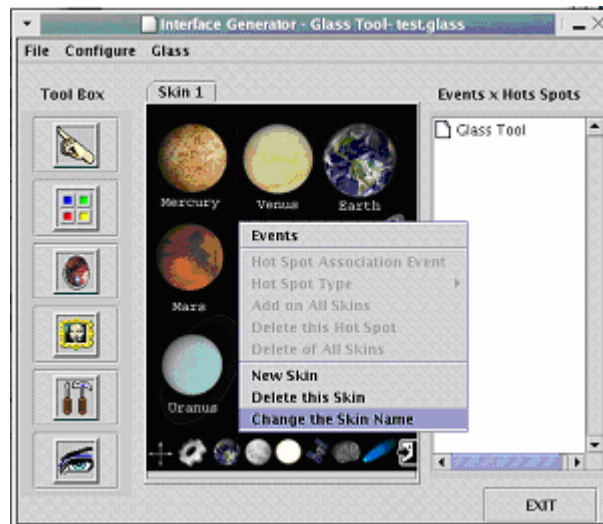 Interface Generator - Glass Tool- test.glass
File Configure Glass
Tool Box
Skin 1
Events x Hots Spots
Glass Tool
Mercury Venus Earth
Mars
Uranus
Events
Hot Spot Association Event
Hot Spot Type
Add on All Skins
Delete this Hot Spot
Delete of All Skins
New Skin
Delete this Skin
Change the Skin Name
EXIT